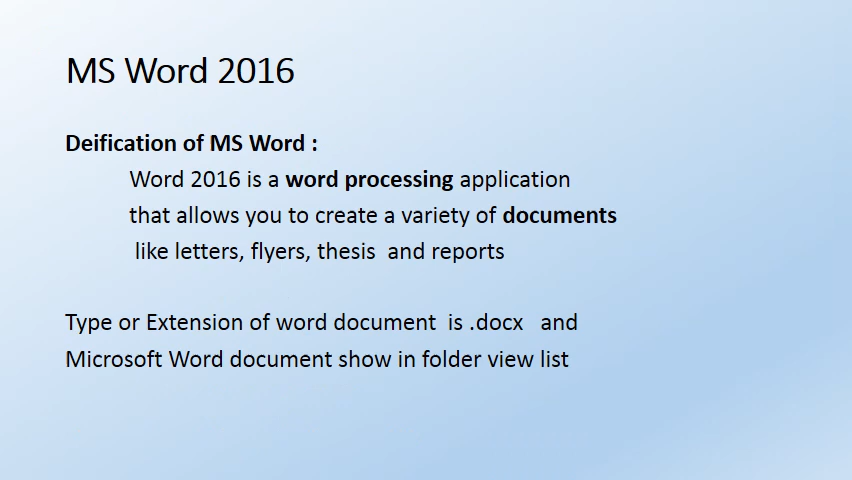 MS Word 2016
Deification of MS Word :
Word 2016 is a word processing application
that allows you to create a variety of documents
like letters, flyers, thesis  and reports
Type or Extension of word document  is .docx   and
Microsoft Word document show in folder view list